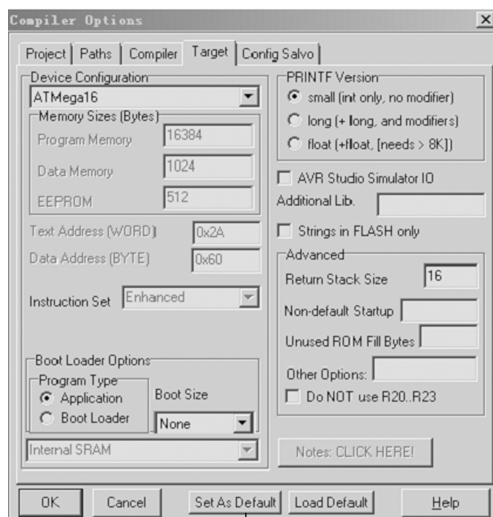 Compiler Options
Project
Paths
Compiler
Target
Config Salvo
Device Configuration
ATMega16
Memory Sizes (Bytes)
Program Memory 16384
Data Memory 1024
EEPROM 512
Text Address (WORD) 0x2A
Data Address (BYTE) 0x60
Instruction Set Enhanced
Boot Loader Options
Program Type
Application
Boot Loader
Boot Size
None
Internal SRAM
PRINTF Version
small (int only, no modifier)
long (+ long, and modifiers)
float (+float, [needs > 8K])
AVR Studio Simulator IO
Additional Lib.
Strings in FLASH only
Advanced
Return Stack Size 16
Non-default Startup
Unused ROM Fill Bytes
Other Options:
Do NOT use R20..R23
Notes: CLICK HERE!
OK
Cancel
Set As Default
Load Default
Help